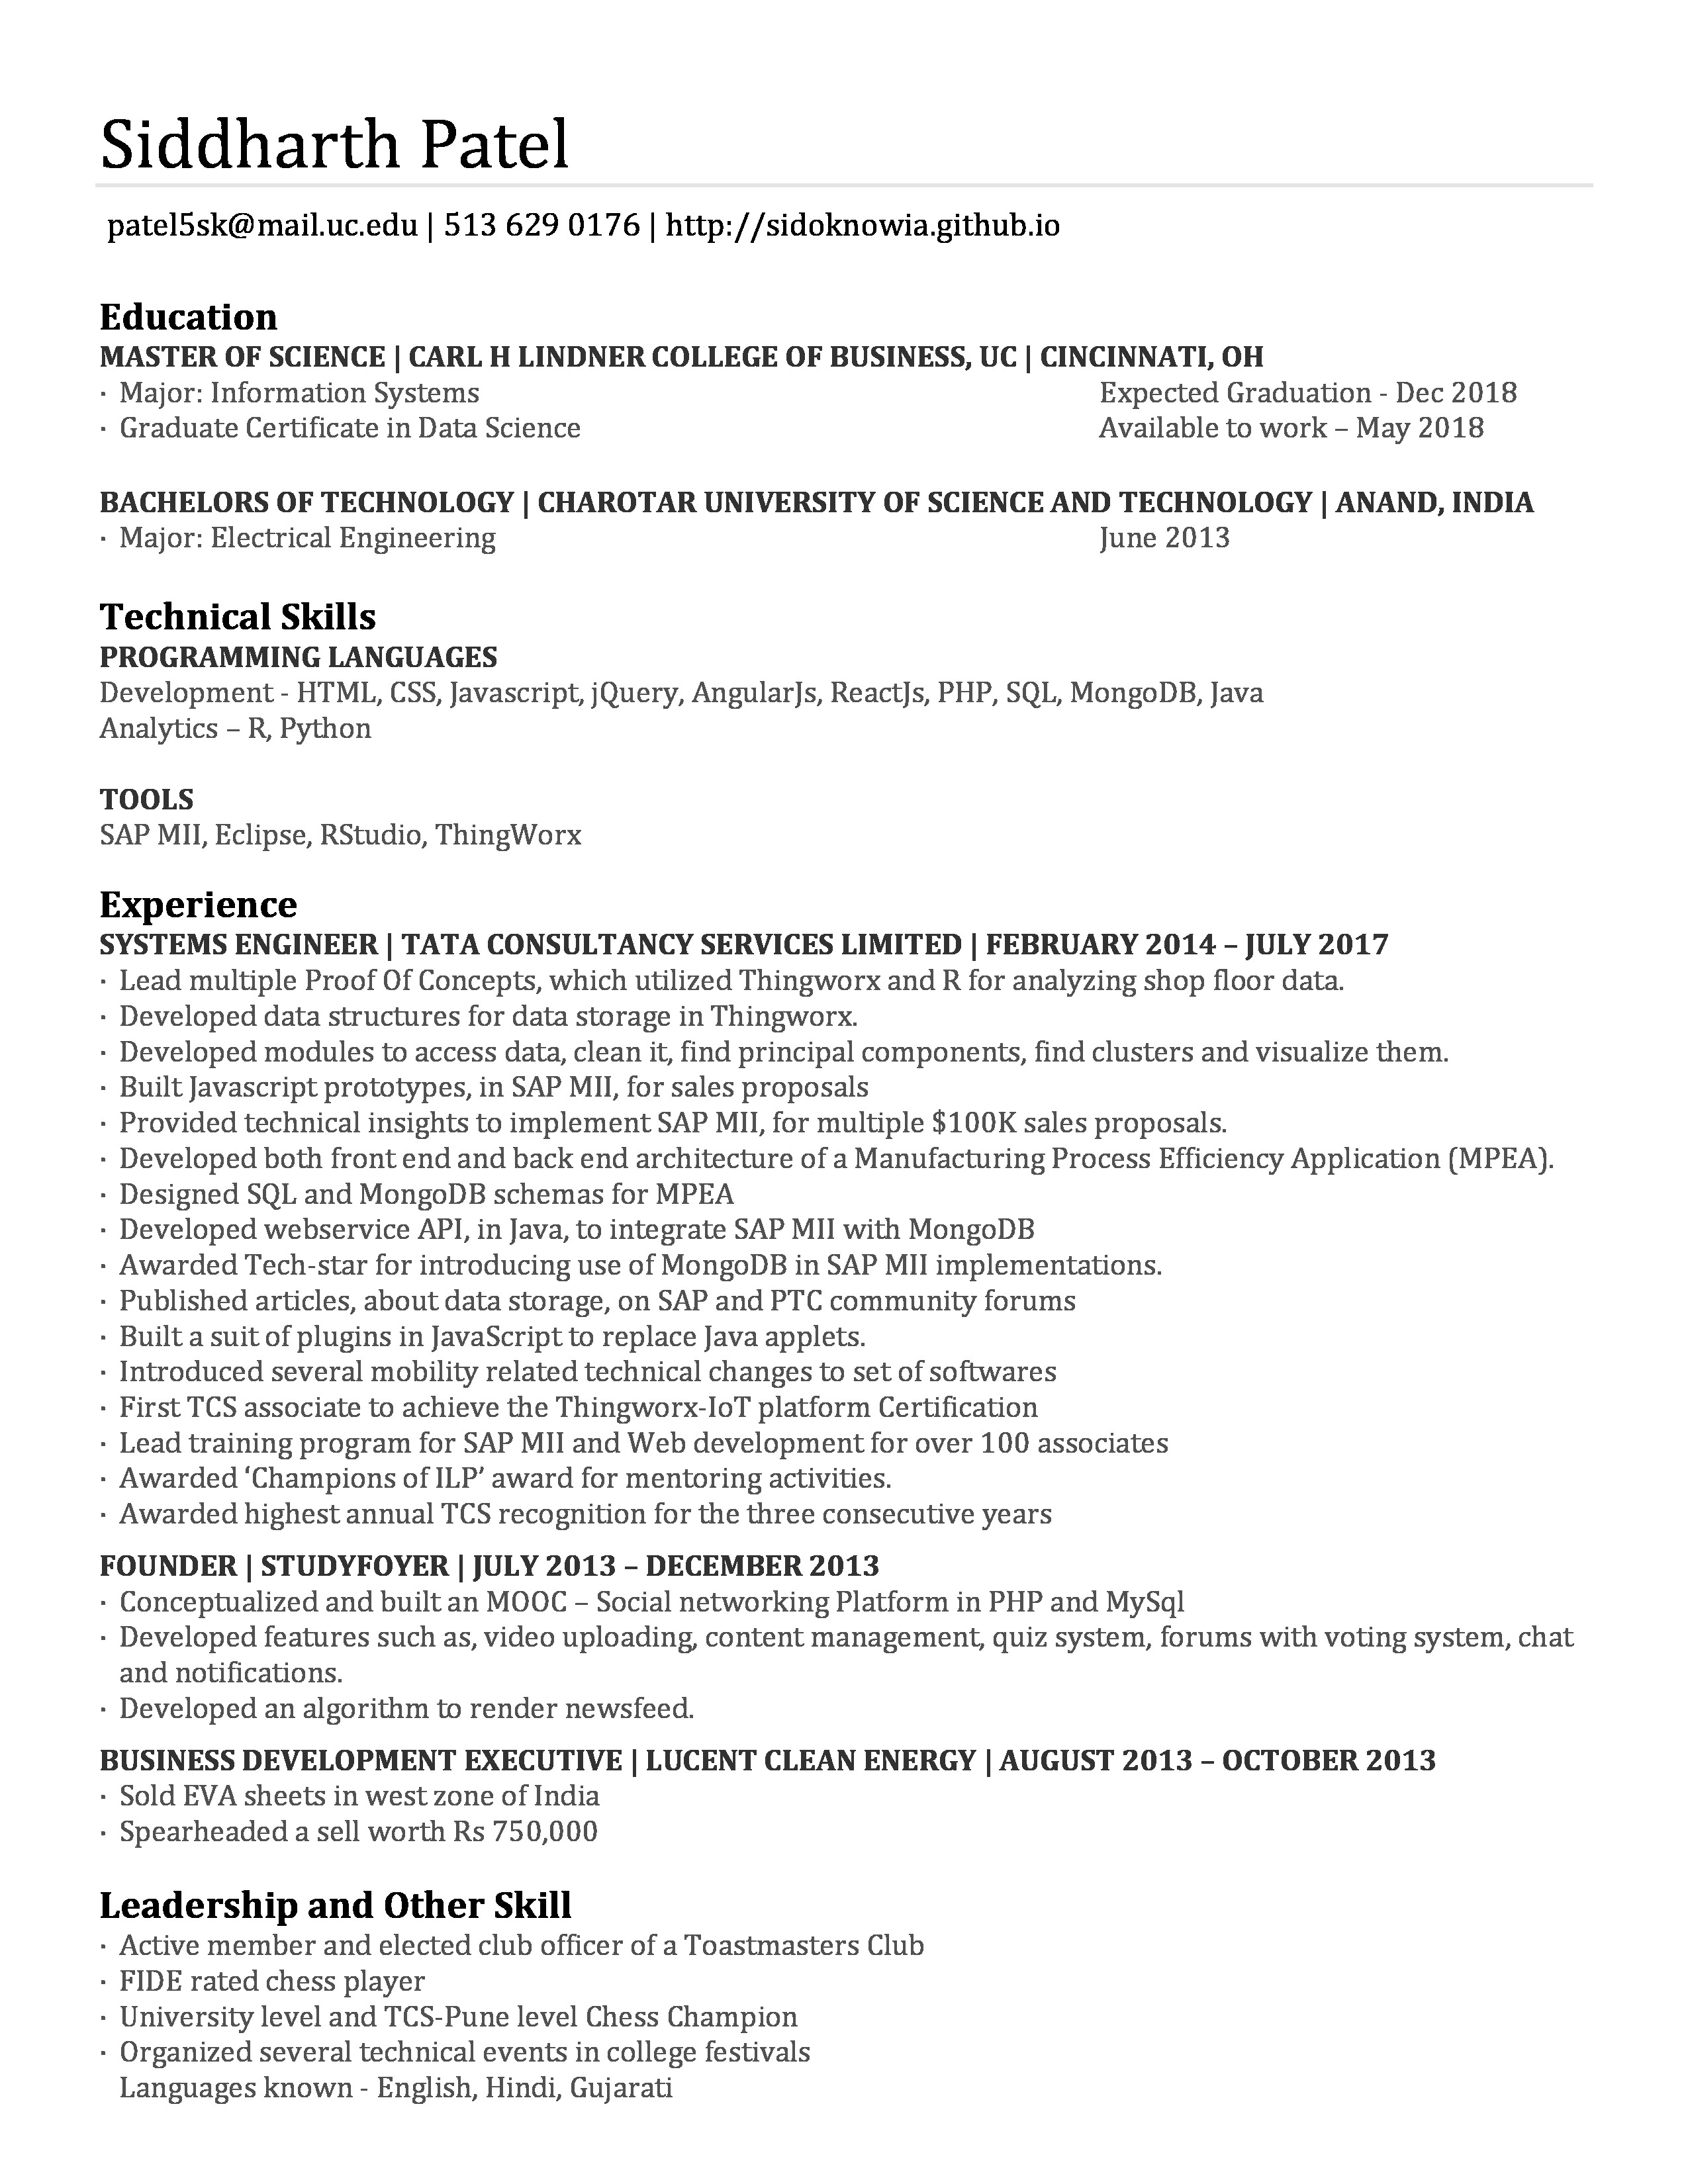 Siddharth Patel
patel5sk@mail.uc.edu | 513 629 0176 | http://sidoknowia.github.io
Education
MASTER OF SCIENCE | CARL H LINDNER COLLEGE OF BUSINESS, UC | CINCINNATI, OH
· Major: Information Systems Expected Graduation - Dec 2018
· Graduate Certificate in Data Science Available to work – May 2018
BACHELORS OF TECHNOLOGY | CHAROTAR UNIVERSITY OF SCIENCE AND TECHNOLOGY | ANAND, INDIA
· Major: Electrical Engineering June 2013
Technical Skills
PROGRAMMING LANGUAGES
Development - HTML, CSS, Javascript, jQuery, AngularJs, ReactJs, PHP, SQL, MongoDB, Java
Analytics – R, Python
TOOLS
SAP MII, Eclipse, RStudio, ThingWorx
Experience
SYSTEMS ENGINEER | TATA CONSULTANCY SERVICES LIMITED | FEBRUARY 2014 – JULY 2017
· Lead multiple Proof Of Concepts, which utilized Thingworx and R for analyzing shop floor data.
· Developed data structures for data storage in Thingworx.
· Developed modules to access data, clean it, find principal components, find clusters and visualize them.
· Built Javascript prototypes, in SAP MII, for sales proposals
· Provided technical insights to implement SAP MII, for multiple $100K sales proposals.
· Developed both front end and back end architecture of a Manufacturing Process Efficiency Application (MPEA).
· Designed SQL and MongoDB schemas for MPEA
· Developed webservice API, in Java, to integrate SAP MII with MongoDB
· Awarded Tech-star for introducing use of MongoDB in SAP MII implementations.
· Published articles, about data storage, on SAP and PTC community forums
· Built a suit of plugins in JavaScript to replace Java applets.
· Introduced several mobility related technical changes to set of softwares
· First TCS associate to achieve the Thingworx-IoT platform Certification
· Lead training program for SAP MII and Web development for over 100 associates
· Awarded ‘Champions of ILP’ award for mentoring activities.
· Awarded highest annual TCS recognition for the three consecutive years
FOUNDER | STUDYFOYER | JULY 2013 – DECEMBER 2013
· Conceptualized and built an MOOC – Social networking Platform in PHP and MySql
· Developed features such as, video uploading, content management, quiz system, forums with voting system, chat
and notifications.
· Developed an algorithm to render newsfeed.
BUSINESS DEVELOPMENT EXECUTIVE | LUCENT CLEAN ENERGY | AUGUST 2013 – OCTOBER 2013
· Sold EVA sheets in west zone of India
· Spearheaded a sell worth Rs 750,000
Leadership and Other Skill
· Active member and elected club officer of a Toastmasters Club
· FIDE rated chess player
· University level and TCS-Pune level Chess Champion
· Organized several technical events in college festivals
Languages known - English, Hindi, Gujarati